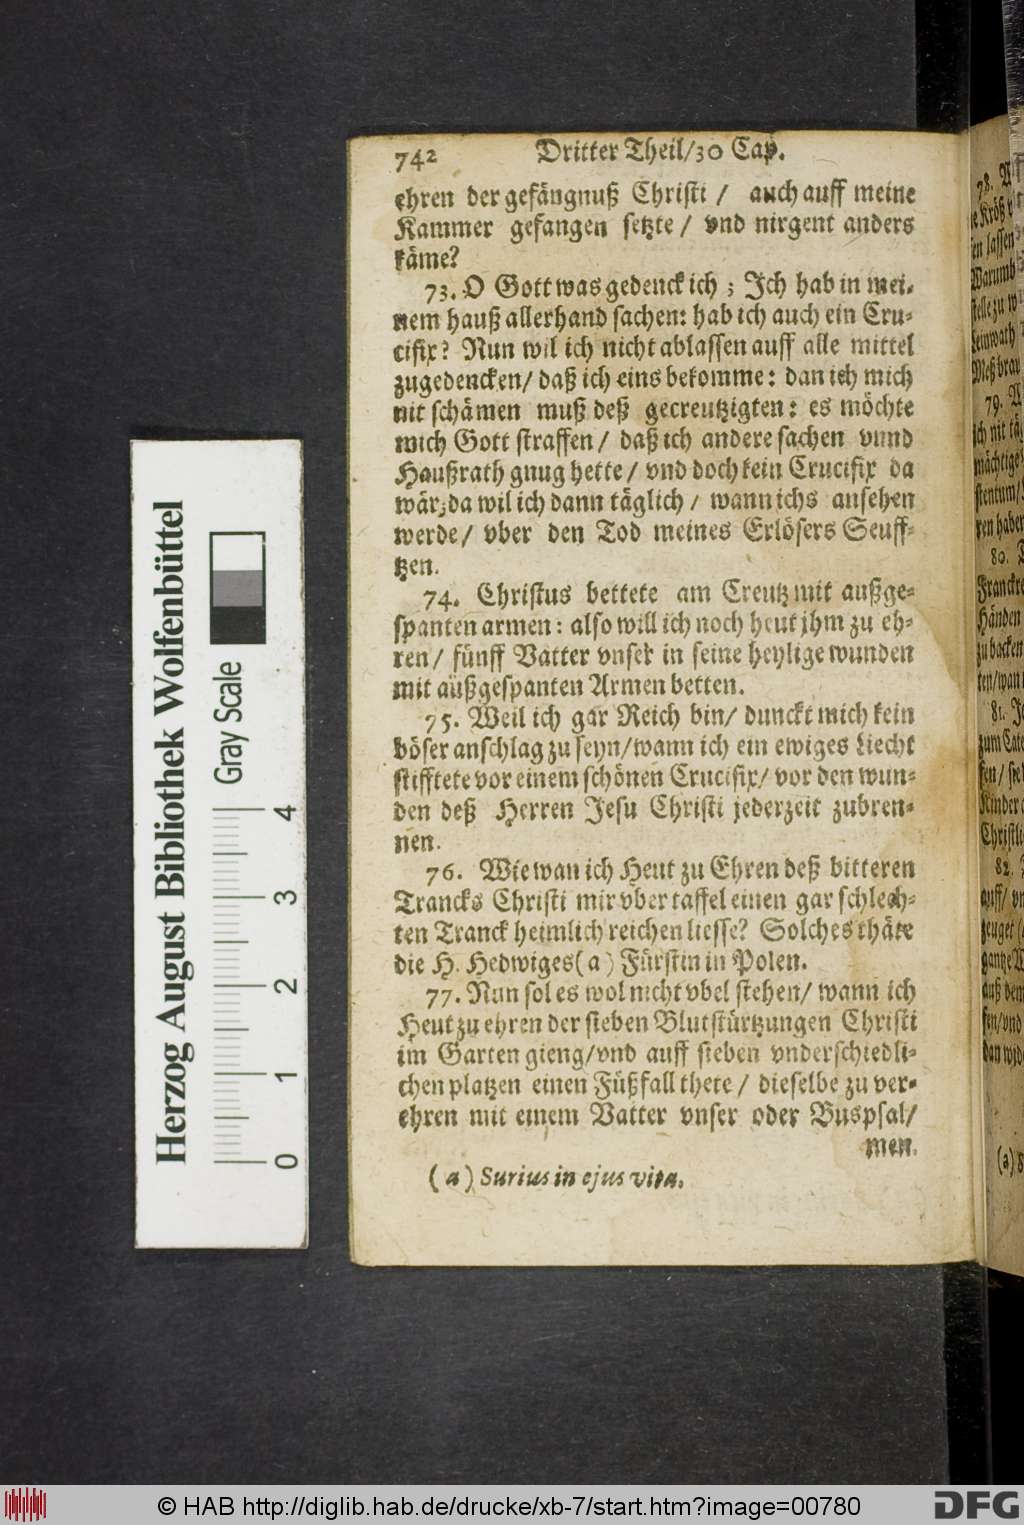 742 Dritter Theil/30 Cap.
ehren der gefängnuß Christi / auch auff meine
Kammer gefangen setzte / vnd nirgent anders
käme?
73. O Gott was gedenck ich ; Ich hab in mei-
nem hauß allerhand sachen: hab ich auch ein Cru-
cifix? Nun wil ich nicht ablassen auff alle mittel
zugedencken/ daß ich eins bekomme: dan ich mich
nit schämen muß deß gecreutzigten: es möchte
mich Gott straffen/ daß ich andere sachen vnnd
Haußrath gnug hette/ vnd doch kein Crucifix da
wär; da wil ich dann täglich / wann ichs ansehen
werde/ vber den Tod meines Erlösers Seuff-
tzen.
74. Christus bettete am Creutz mit außge-
spanten armen: also will ich noch heut jhm zu eh-
ren/ fünff Vatter vnser in seine heylige wunden
mit außgespanten Armen betten.
75. Weil ich gar Reich bin/ dunckt mich kein
böser anschlag zu seyn/wann ich ein ewiges Liecht
stifftete vor einem schönen Crucifix/ vor den wun-
den deß Herren Jesu Christi jederzeit zubren-
nen.
76. Wie wan ich Heut zu Ehren deß bitteren
Trancks Christi mir vber taffel einen gar schlech-
ten Tranck heimlich reichen liesse? Solches thäte
die H. Hedwiges(a) Fürstin in Polen.
77. Nun sol es wol nicht vbel stehen/ wann ich
Heut zu ehren der sieben Blutstürtzungen Christi
im Garten gieng/vnd auff sieben vnderschiedli-
chen platzen einen Füßfall thete / dieselbe zu ver-
ehren mit einem Vatter vnser oder Buspsal/
men.
(a) Surius in ejus vita.
78.
79.
80.
Franckre
Händen
zu backen
81.
Kinder
Christli
82.
Herzog August Bibliothek Wolfenbüttel
Gray Scale
0 1 2 3 4
© HAB http://diglib.hab.de/drucke/xb-7/start.htm?image=00780
DFG